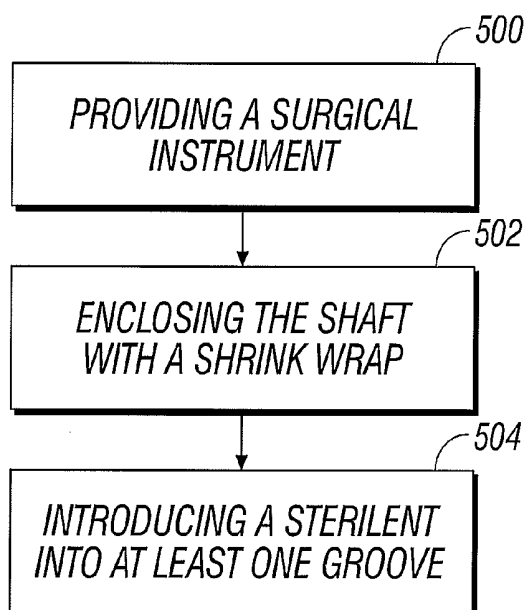 500
PROVIDING A SURGICAL
INSTRUMENT
502
ENCLOSING THE SHAFT
WITH A SHRINK WRAP
504
INTRODUCING A STERILENT
INTO AT LEAST ONE GROOVE